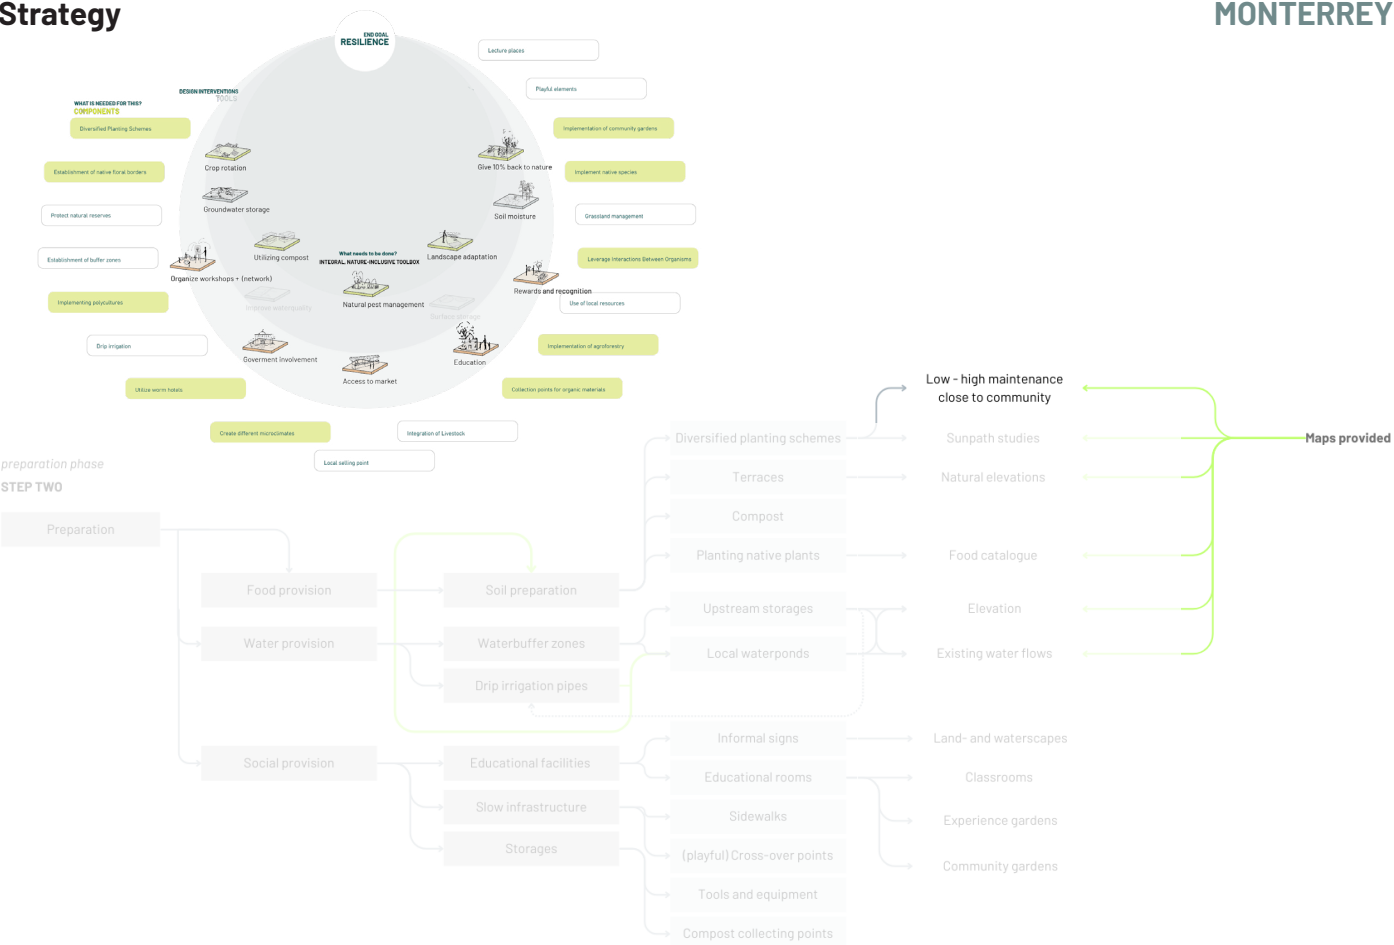 Strategy
MONTERREY
END GOAL
RESILIENCE
Lecture places
Playful elements
DESIGN INTERVENTIONS
TOOLS
WHAT IS NEEDED FOR THIS?
COMPONENTS
Diversified Planting Schemes
Implementation of community gardens
Crop rotation
Give 10% back to nature
Establishment of native floral borders
Implement native species
Groundwater storage
Soil moisture
Protect natural reserves
Grassland management
Utilizing compost
What needs to be done?
INTEGRAL, NATURE-INCLUSIVE TOOLBOX
Landscape adaptation
Establishment of buffer zones
Leverage Interactions Between Organisms
Organize workshops + (network)
Rewards and recognition
Implementing polycultures
Improve waterquality
Natural pest management
Surface storage
Use of local resources
Drip irrigation
Goverment involvement
Access to market
Education
Implementation of agroforestry
Utilize worm hotels
Collection points for organic materials
Create different microclimates
Integration of Livestock
Local selling point
Low - high maintenance
close to community
Diversified planting schemes
Sunpath studies
Maps provided
preparation phase
STEP TWO
Terraces
Natural elevations
Preparation
Compost
Planting native plants
Food catalogue
Food provision
Soil preparation
Upstream storages
Elevation
Water provision
Waterbuffer zones
Local waterponds
Existing water flows
Drip irrigation pipes
Informal signs
Land- and waterscapes
Social provision
Educational facilities
Educational rooms
Classrooms
Slow infrastructure
Sidewalks
Experience gardens
Storages
(playful) Cross-over points
Community gardens
Tools and equipment
Compost collecting points